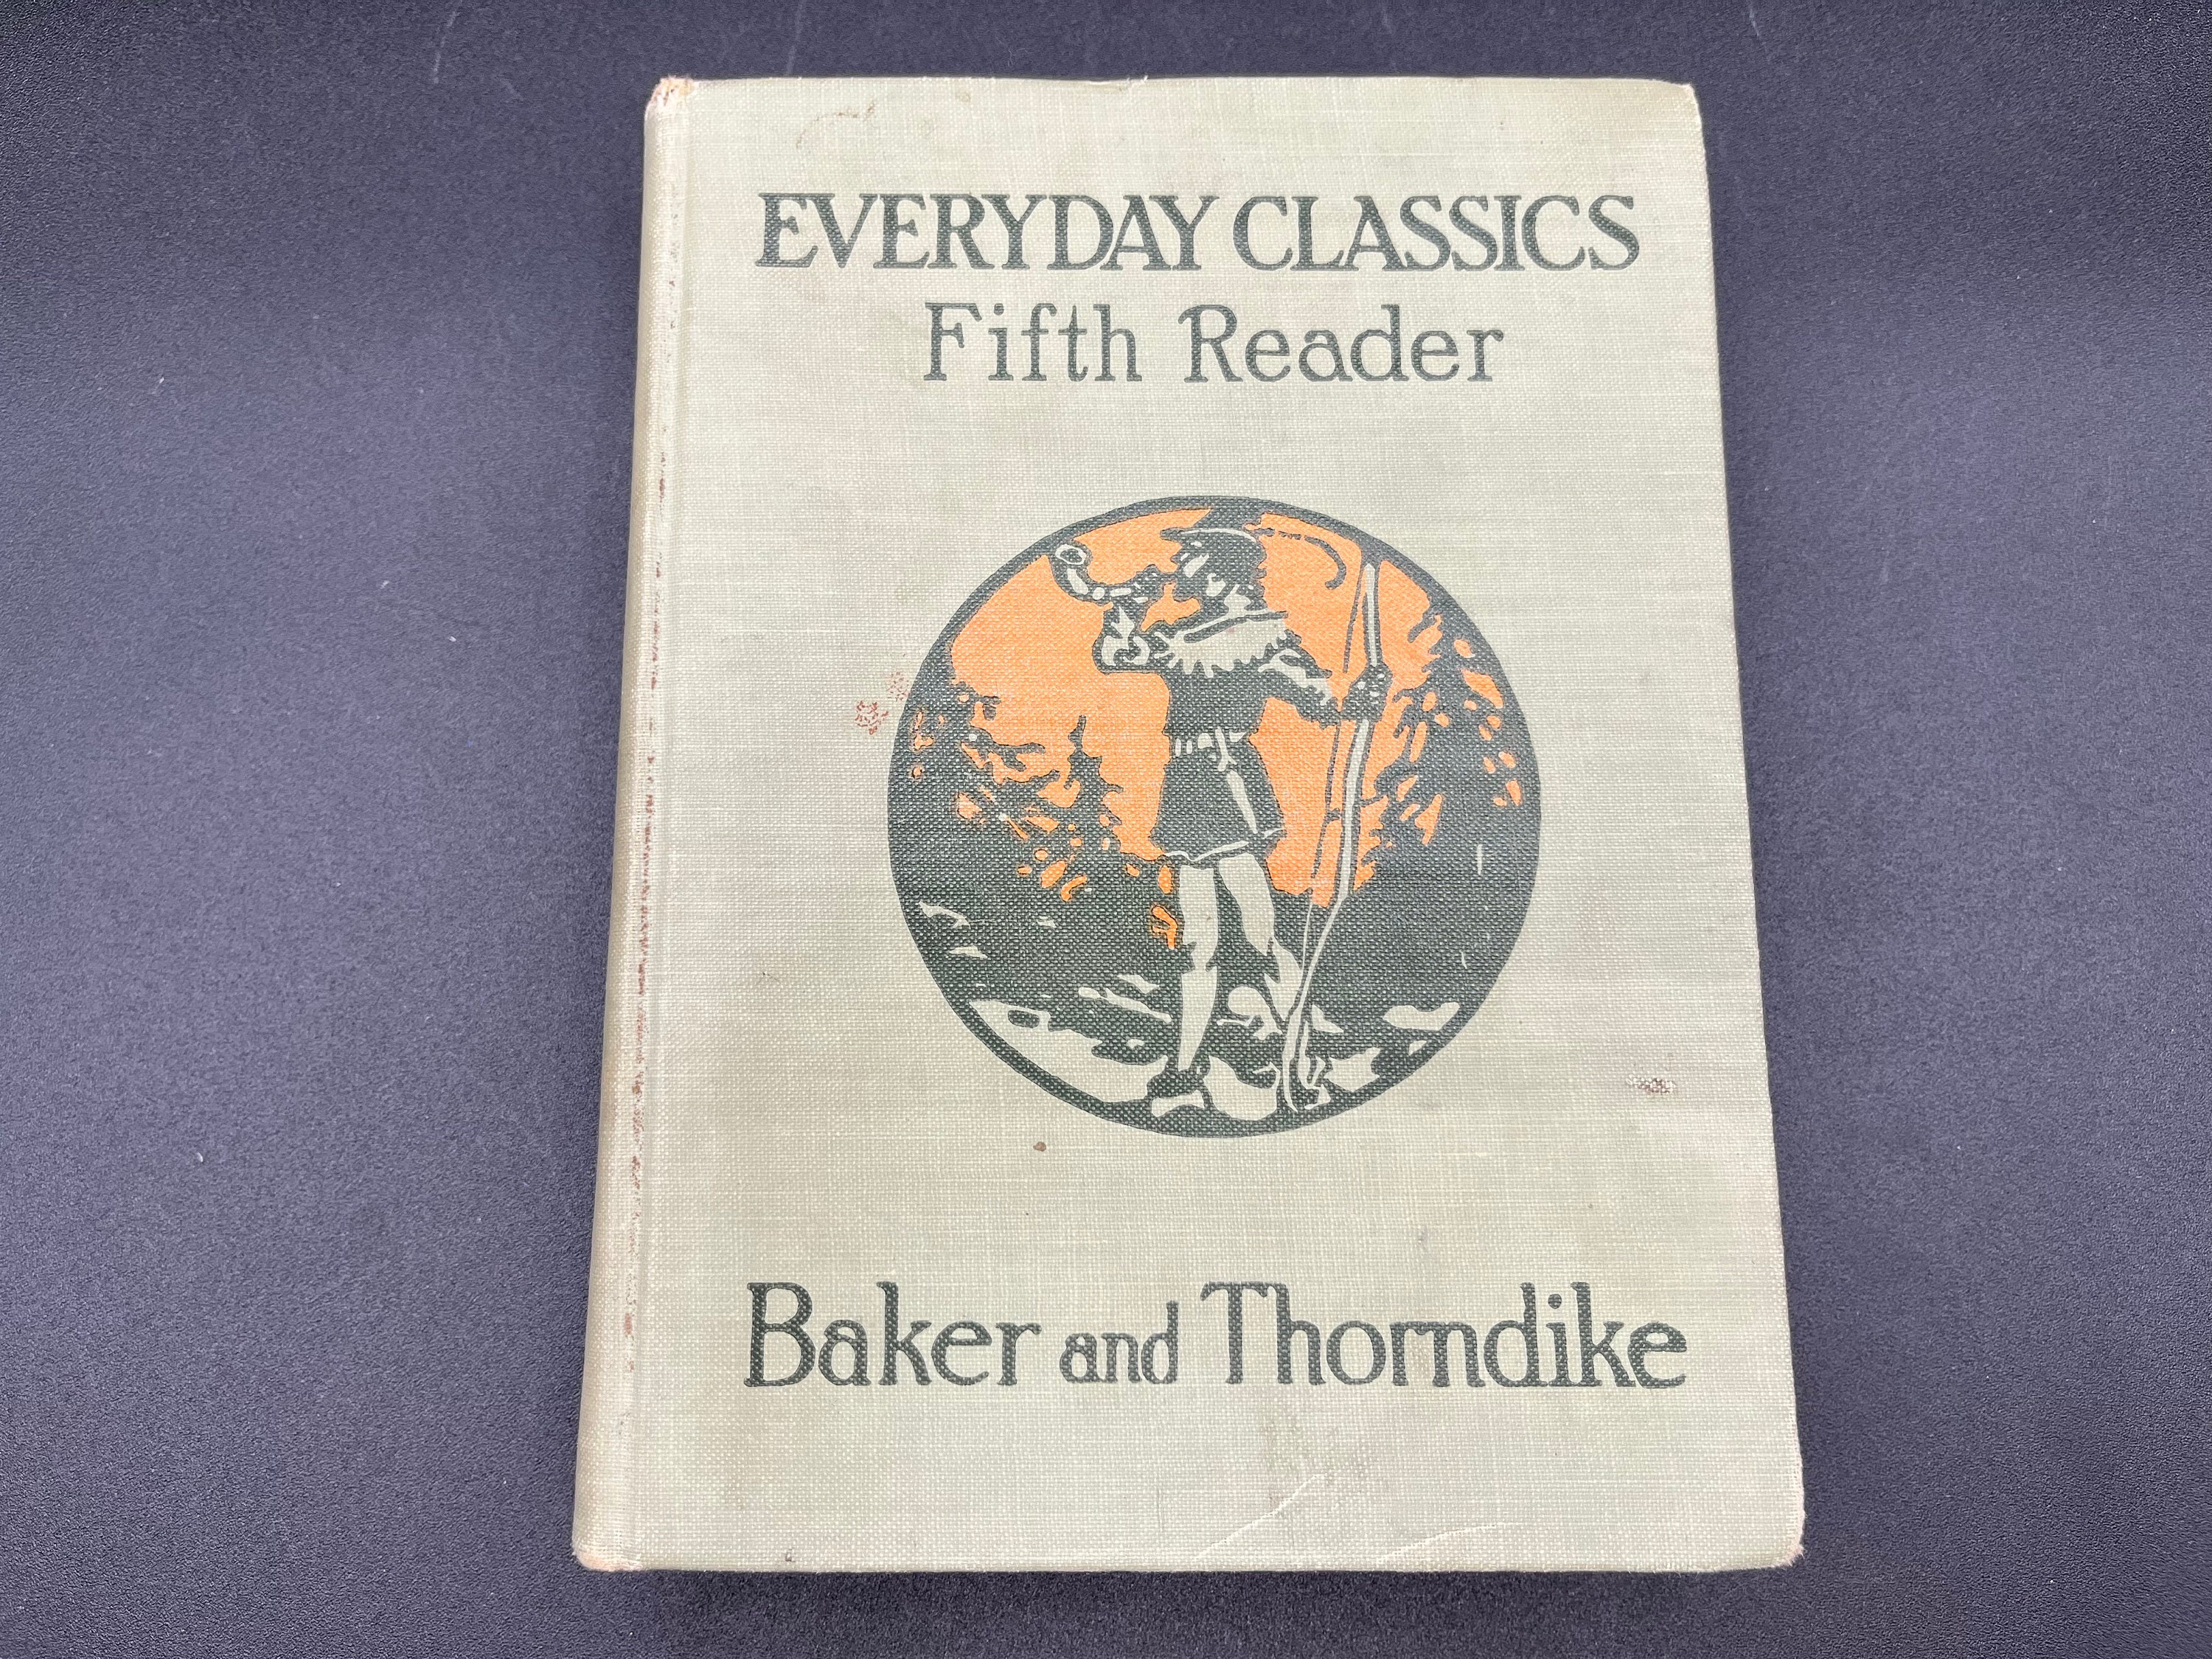 EVERYDAY CLASSICS
Fifth Reader
Baker and Thorndike